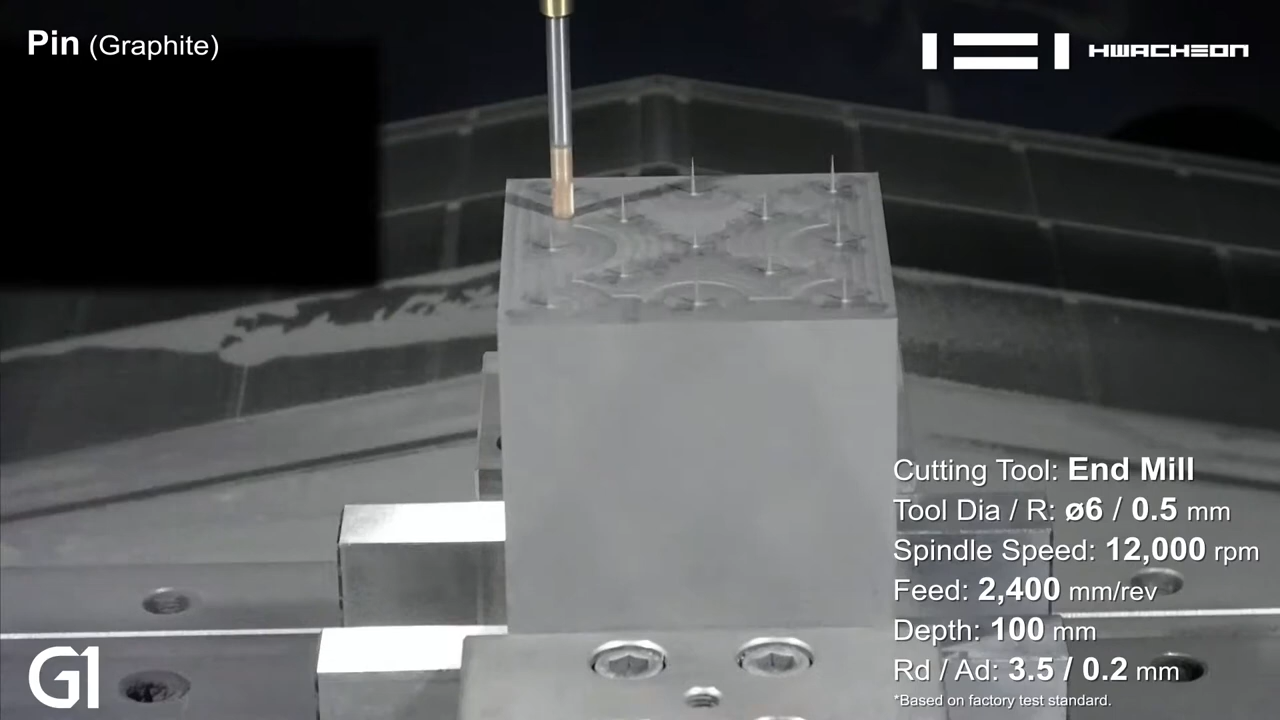 Pin (Graphite)
HWACHEON
Cutting Tool: End Mill
Tool Dia / R: ø6 / 0.5 mm
Spindle Speed: 12,000 rpm
Feed: 2,400 mm/rev
Depth: 100 mm
Rd / Ad: 3.5 / 0.2 mm
*Based on factory test standard.
G1